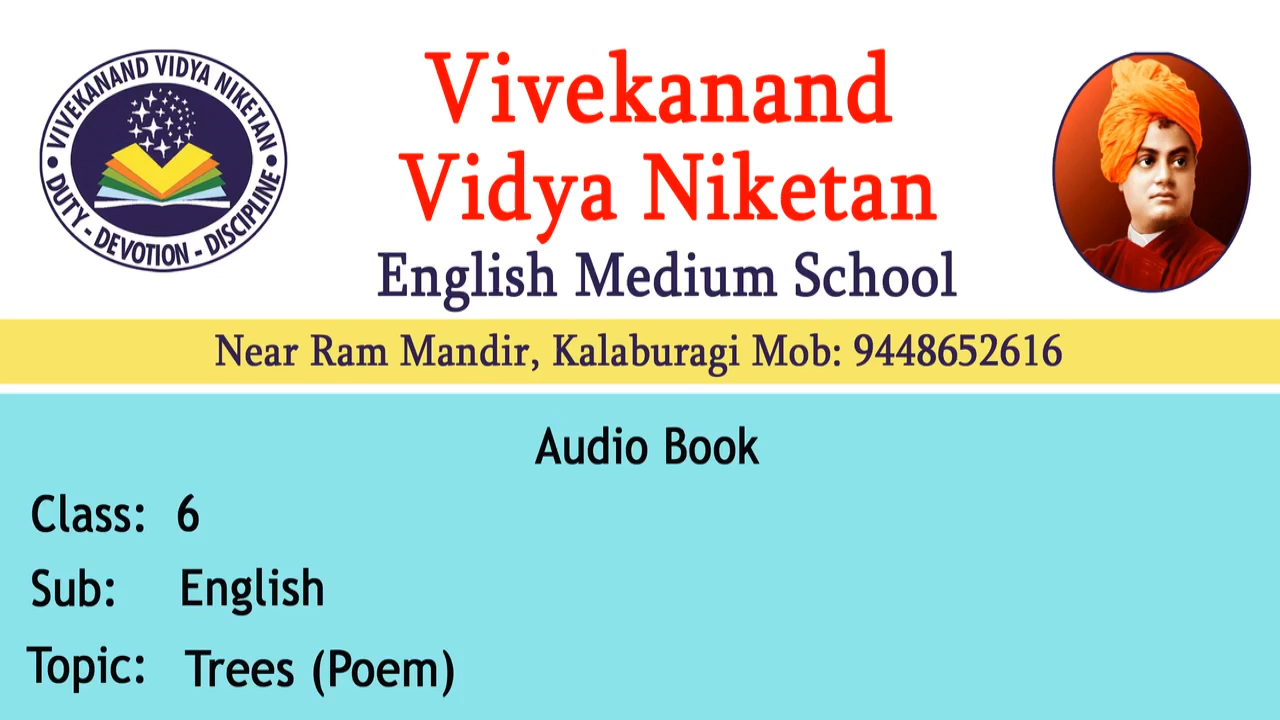 VIVEKANAND VIDYA NIKETAN
DUTY - DEVOTION - DISCIPLINE
Vivekanand
Vidya Niketan
English Medium School
Near Ram Mandir, Kalaburagi Mob: 9448652616
Audio Book
Class: 6
Sub: English
Topic: Trees (Poem)